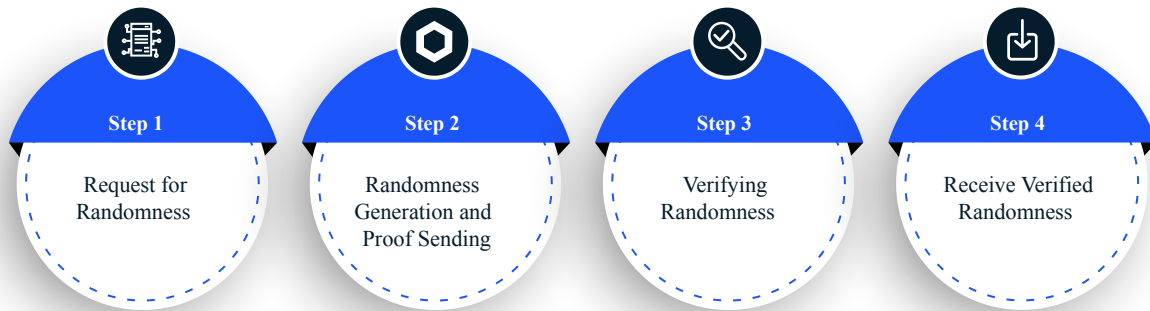 Step 1
Request for
Randomness
Step 2
Randomness
Generation and
Proof Sending
Step 3
Verifying
Randomness
Step 4
Receive Verified
Randomness